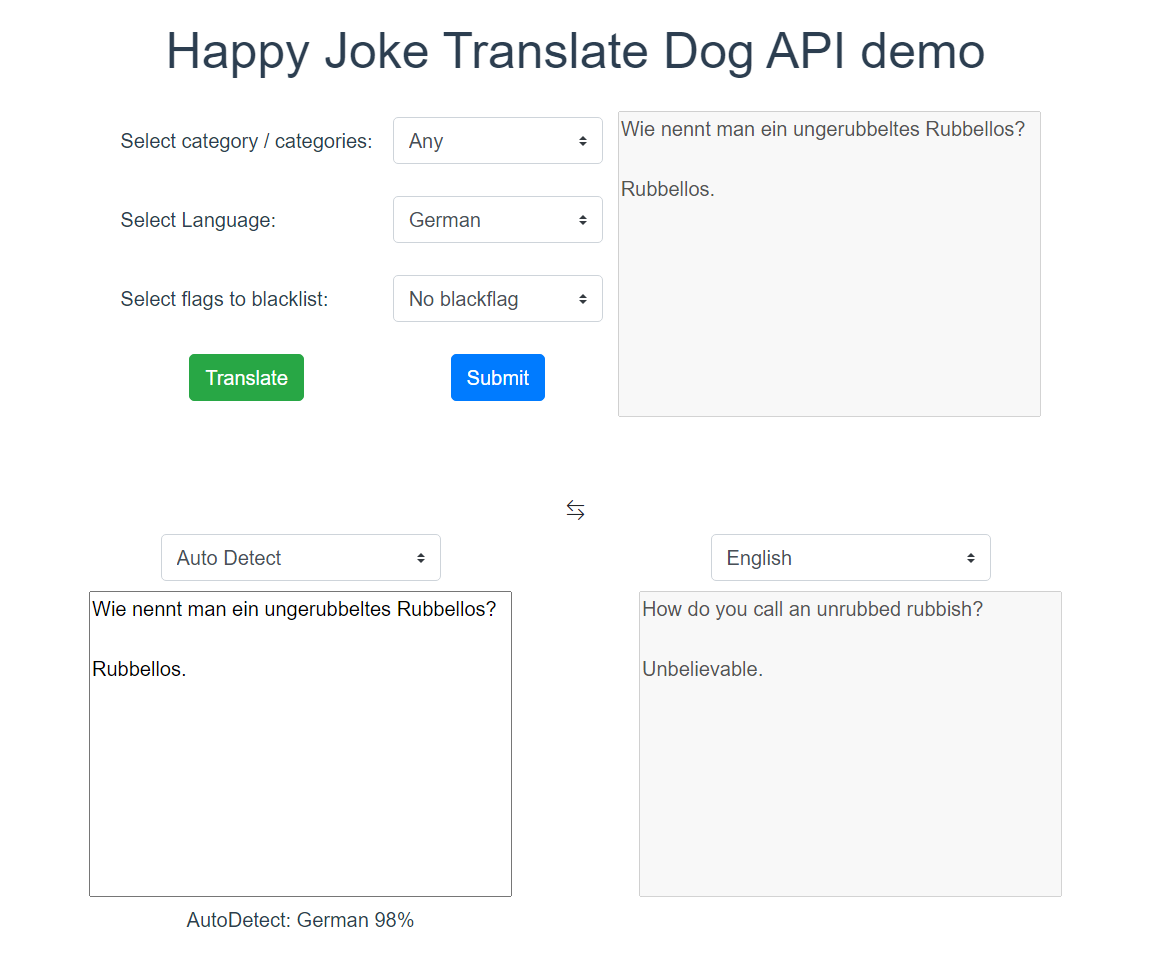 Happy Joke Translate Dog API demo
Select category / categories:
Any
Select Language:
German
Select flags to blacklist:
No blackflag
Translate
Submit
Wie nennt man ein ungerubbeltes Rubbellos?
Rubbellos.
Auto Detect
English
Wie nennt man ein ungerubbeltes Rubbellos?
Rubbellos.
How do you call an unrubbed rubbish?
Unbelievable.
AutoDetect: German 98%